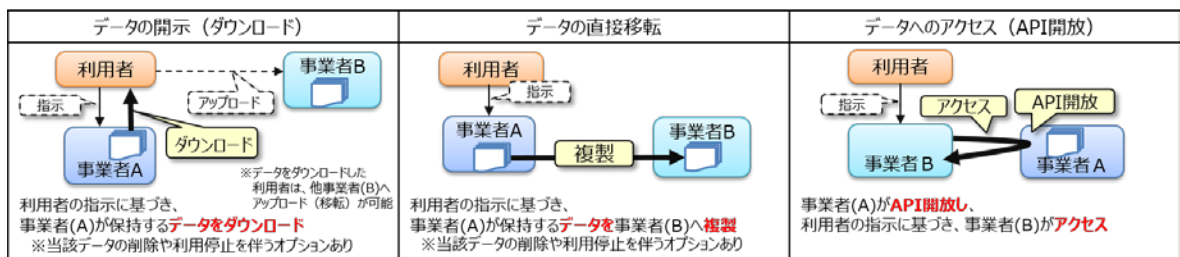 データの開示（ダウンロード）
利用者
事業者B
指示
アップロード
ダウンロード
事業者A
※データをダウンロードした
利用者は、他事業者(B)へ
アップロード（移転）が可能
利用者の指示に基づき、
事業者(A)が保持するデータをダウンロード
※当該データの削除や利用停止を伴うオプションあり
データの直接移転
利用者
指示
事業者A
事業者B
複製
利用者の指示に基づき、
事業者(A)が保持するデータを事業者(B)へ複製
※当該データの削除や利用停止を伴うオプションあり
データへのアクセス（API開放）
利用者
指示
アクセス
API開放
事業者B
事業者A
事業者(A)がAPI開放し、
利用者の指示に基づき、事業者(B)がアクセス